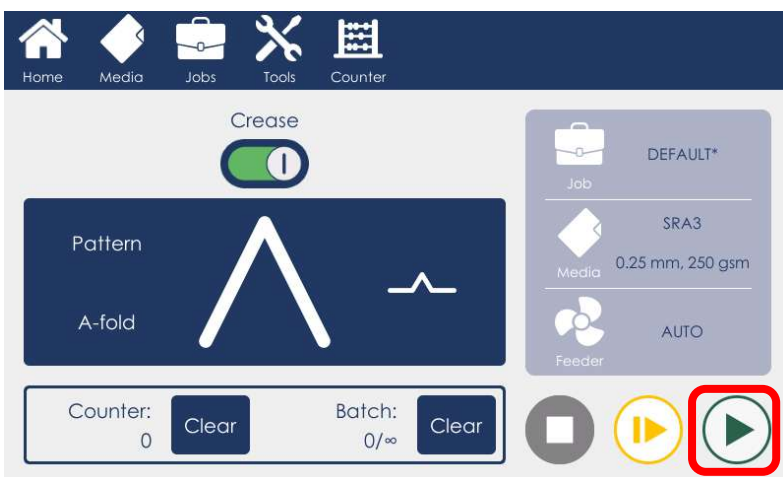 Home
Media
Jobs
Tools
Counter
Crease
Pattern
A-fold
DEFAULT*
Job
SRA3
0.25 mm, 250 gsm
Media
AUTO
Feeder
Counter:
0
Clear
Batch:
0/∞
Clear